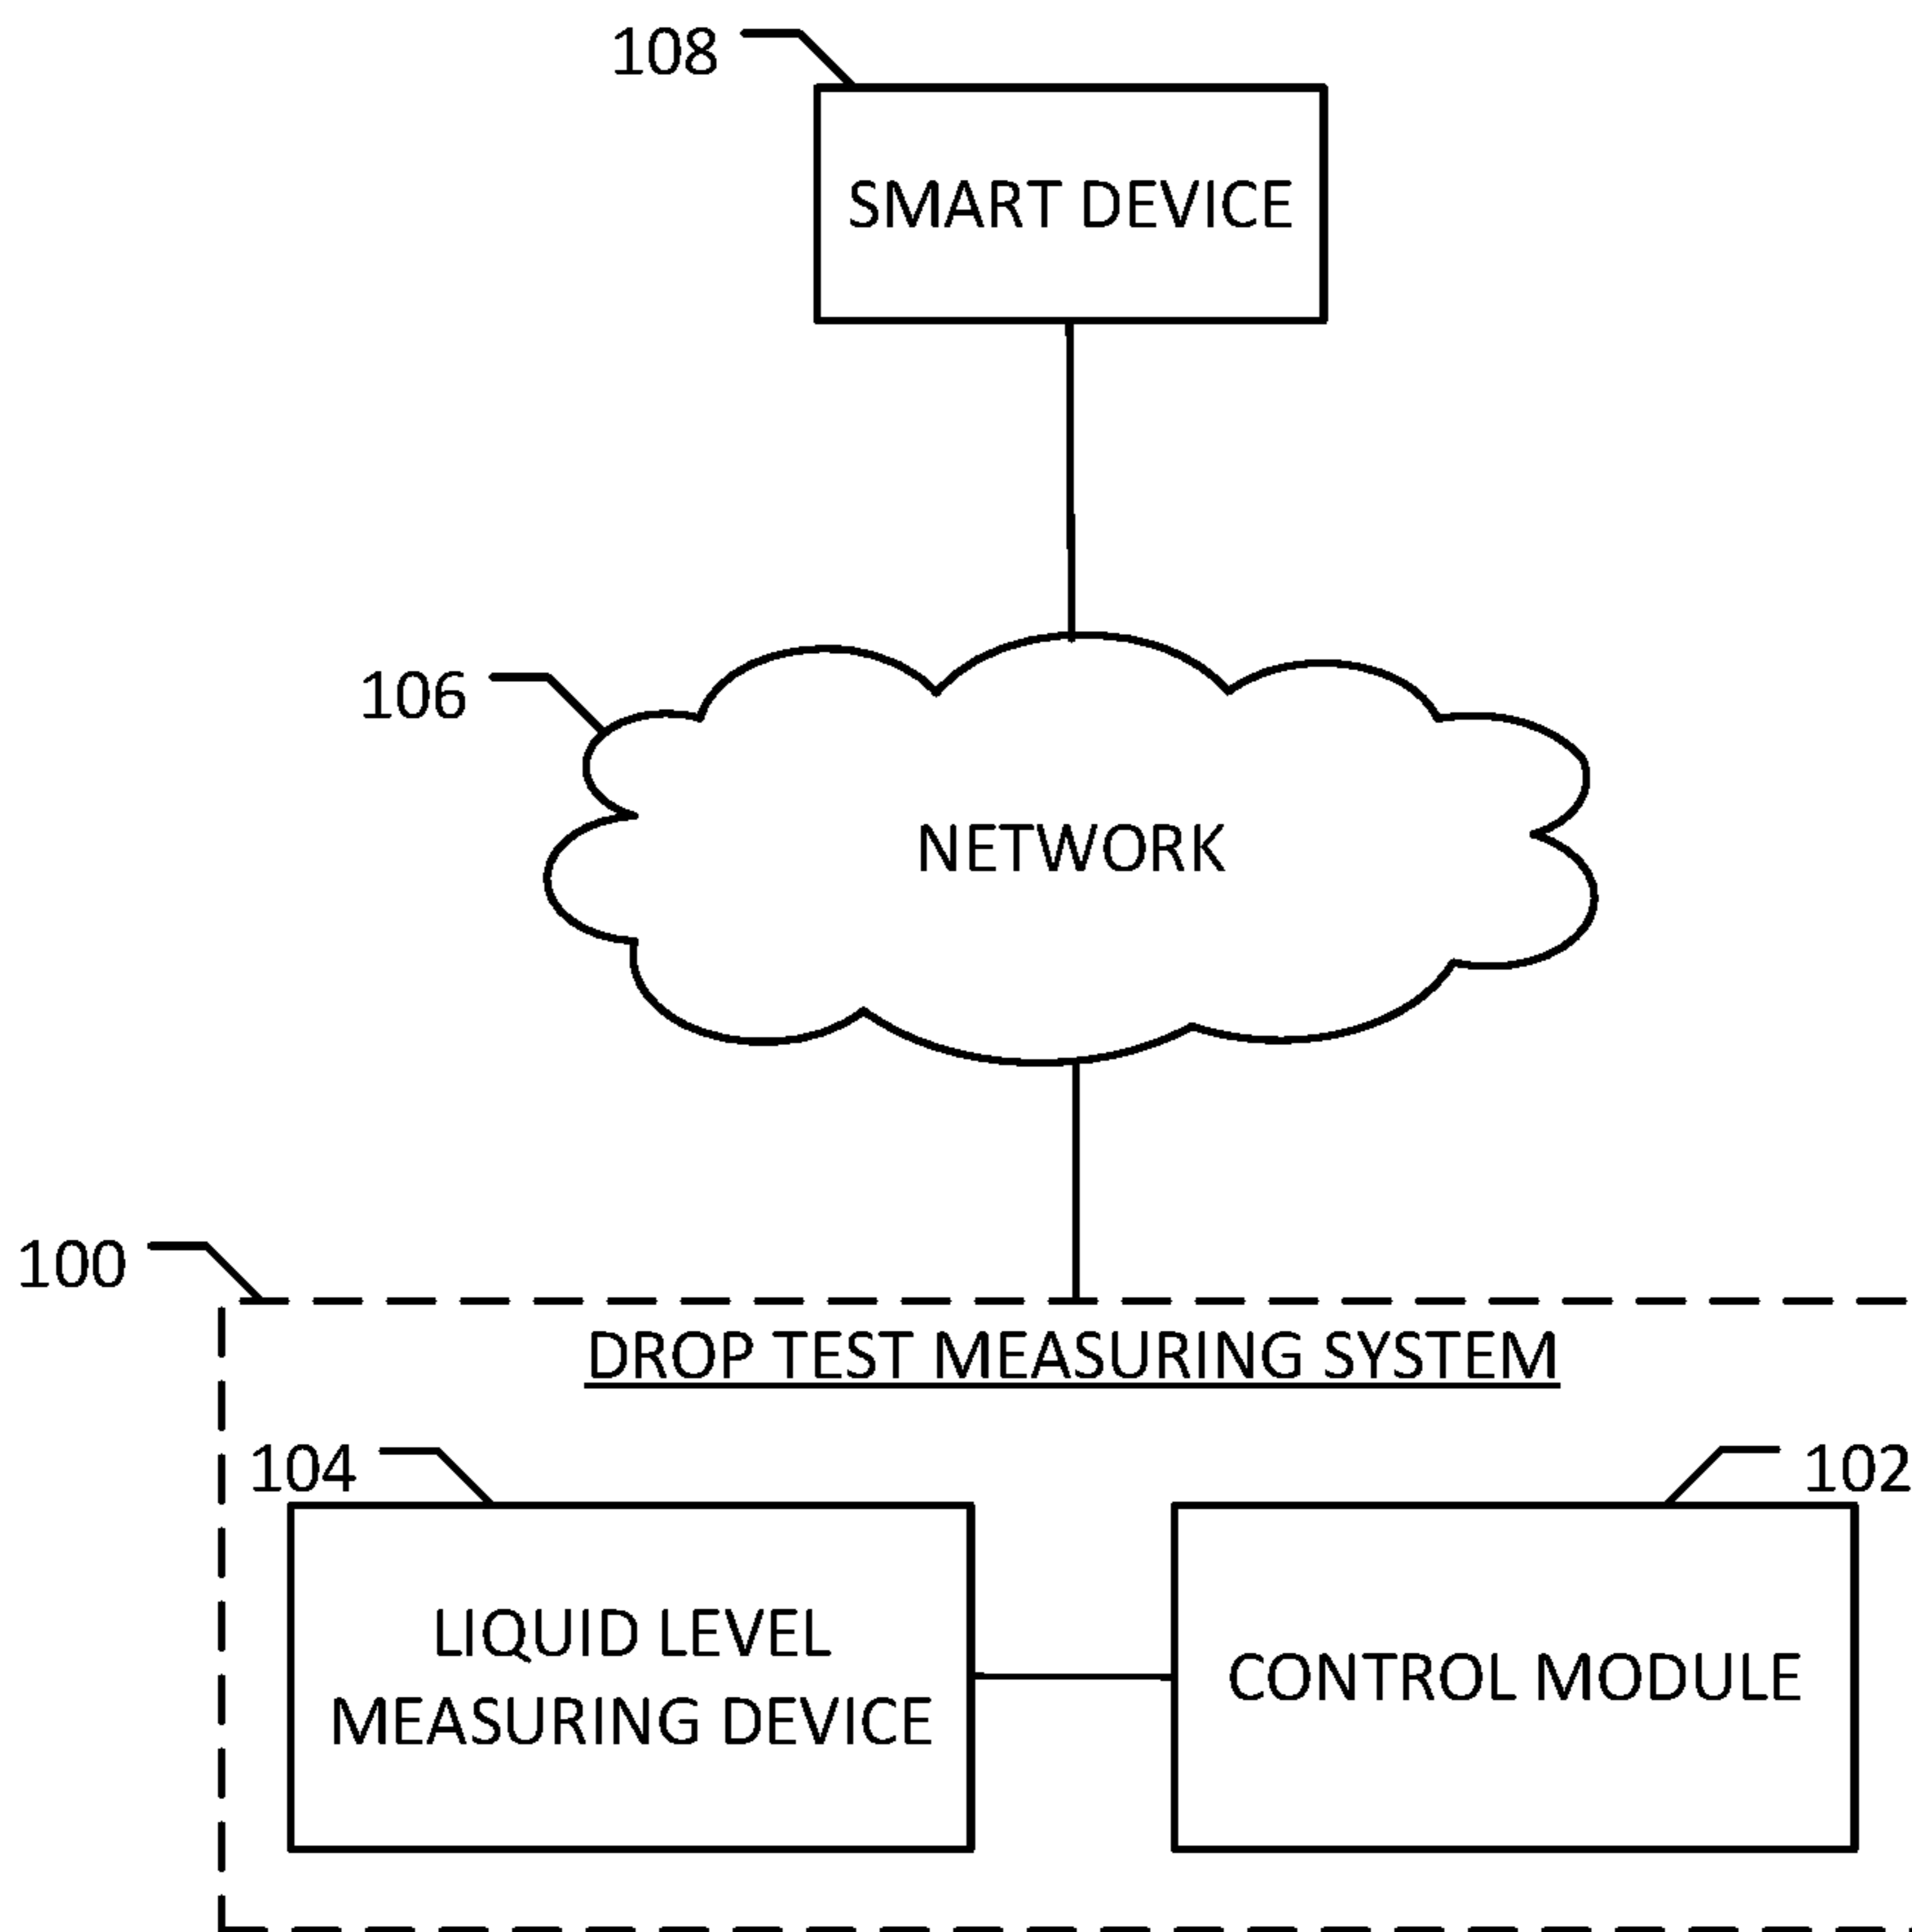 108
SMART DEVICE
106
NETWORK
100
DROP TEST MEASURING SYSTEM
104
102
LIQUID LEVEL
MEASURING DEVICE
CONTROL MODULE